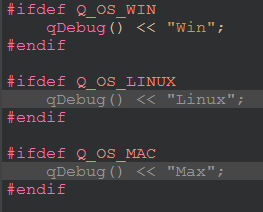 #ifdef Q_OS_WIN
    qDebug() << "Win";
#endif

#ifdef Q_OS_LINUX
    qDebug() << "Linux";
#endif

#ifdef Q_OS_MAC
    qDebug() << "Max";
#endif